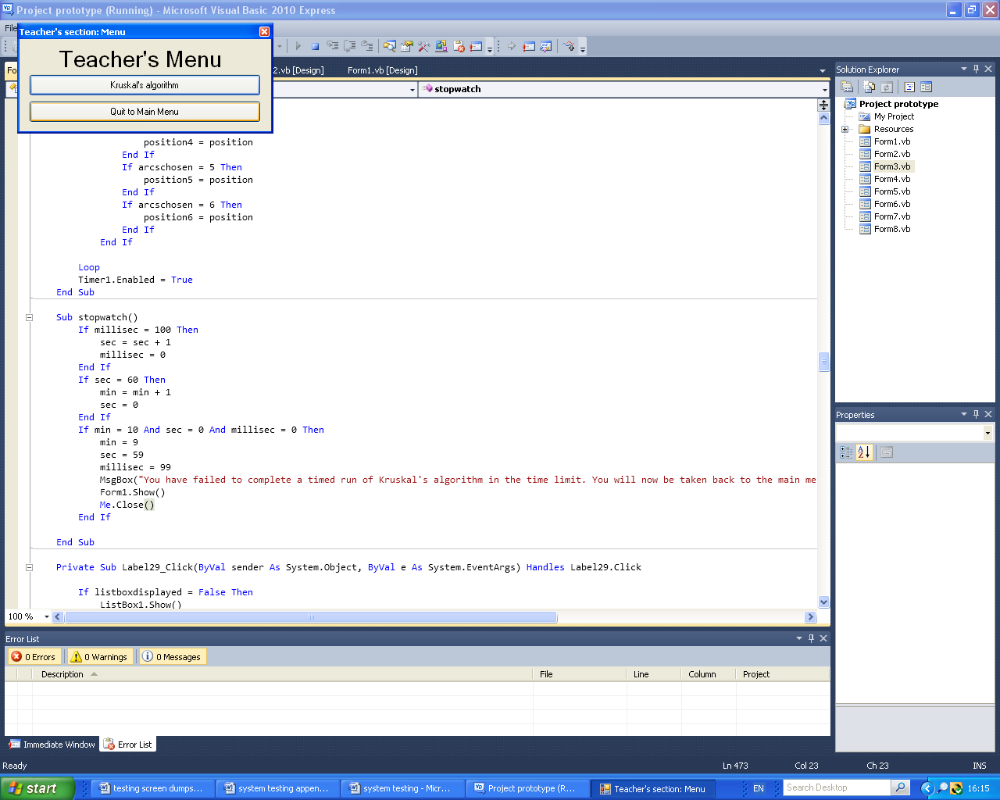 Project prototype (Running) - Microsoft Visual Basic 2010 Express
File
Teacher's section: Menu
Teacher's Menu
Kruskal's algorithm
Quit to Main Menu
2.vb [Design]
Form1.vb [Design]
stopwatch
position4 = position
End If
If arcschosen = 5 Then
position5 = position
End If
If arcschosen = 6 Then
position6 = position
End If
End If
Loop
Timer1.Enabled = True
End Sub
Sub stopwatch()
If millisec = 100 Then
sec = sec + 1
millisec = 0
End If
If sec = 60 Then
min = min + 1
sec = 0
End If
If min = 10 And sec = 0 And millisec = 0 Then
min = 9
sec = 59
millisec = 99
MsgBox("You have failed to complete a timed run of Kruskal's algorithm in the time limit. You will now be taken back to the main me
Form1.Show()
Me.Close()
End If
End Sub
Private Sub Label29_Click(ByVal sender As System.Object, ByVal e As System.EventArgs) Handles Label29.Click
If listboxdisplayed = False Then
ListBox1.Show()
100 %
Solution Explorer
Project prototype
My Project
Resources
Form1.vb
Form2.vb
Form3.vb
Form4.vb
Form5.vb
Form6.vb
Form7.vb
Form8.vb
Properties
Error List
0 Errors
0 Warnings
0 Messages
Description File Line Column Project
Immediate Window
Error List
Ready
Ln 473 Col 23 Ch 23 INS
start
testing screen dumps...
system testing appen...
system testing - Micr...
Project prototype (R...
Teacher's section: Menu
EN
Search Desktop
16:15